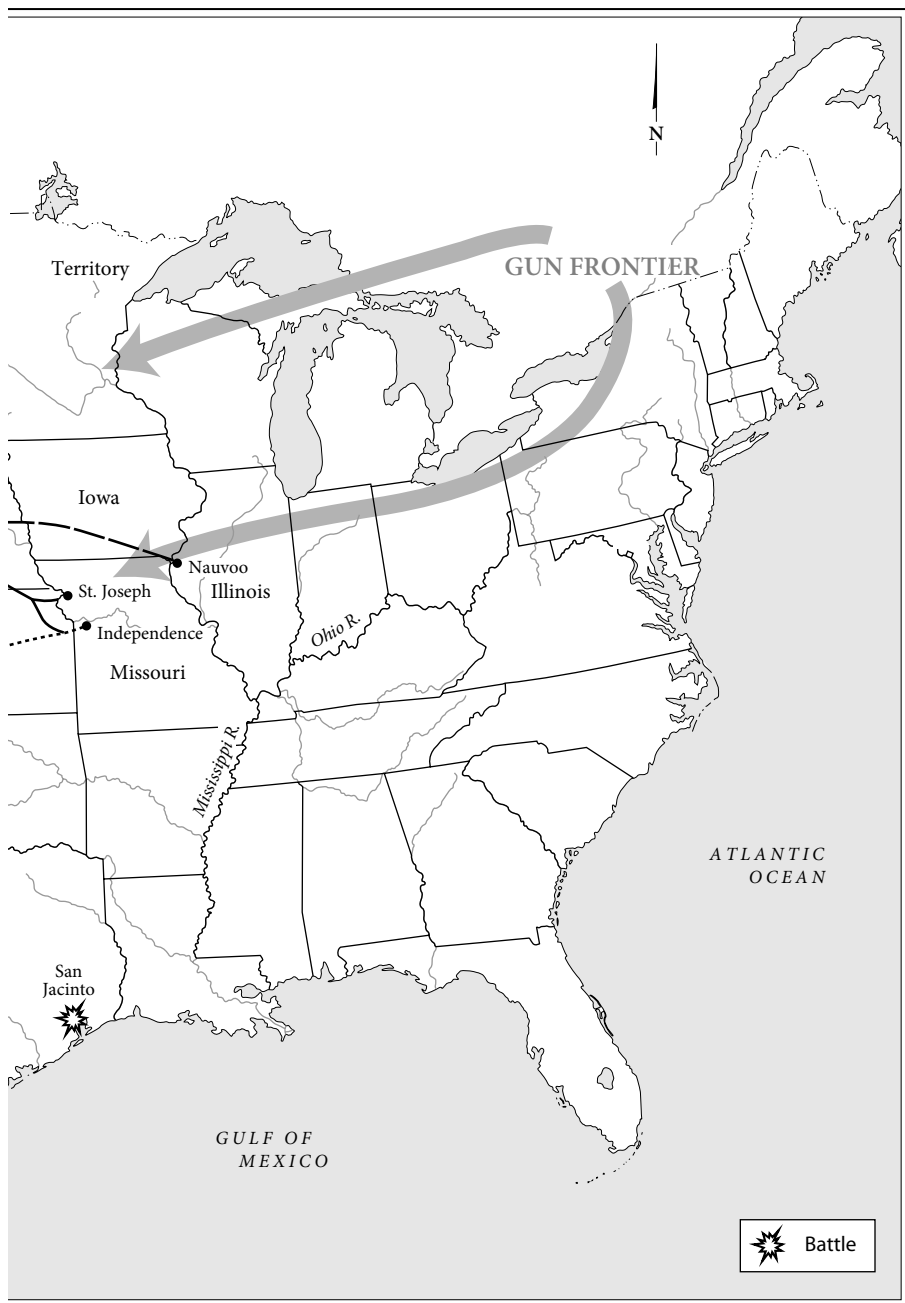 N
Territory
GUN FRONTIER
Iowa
Nauvoo
St. Joseph
Illinois
Independence
Ohio R.
Missouri
Mississippi R.
ATLANTIC
OCEAN
San
Jacinto
GULF OF
MEXICO
Battle